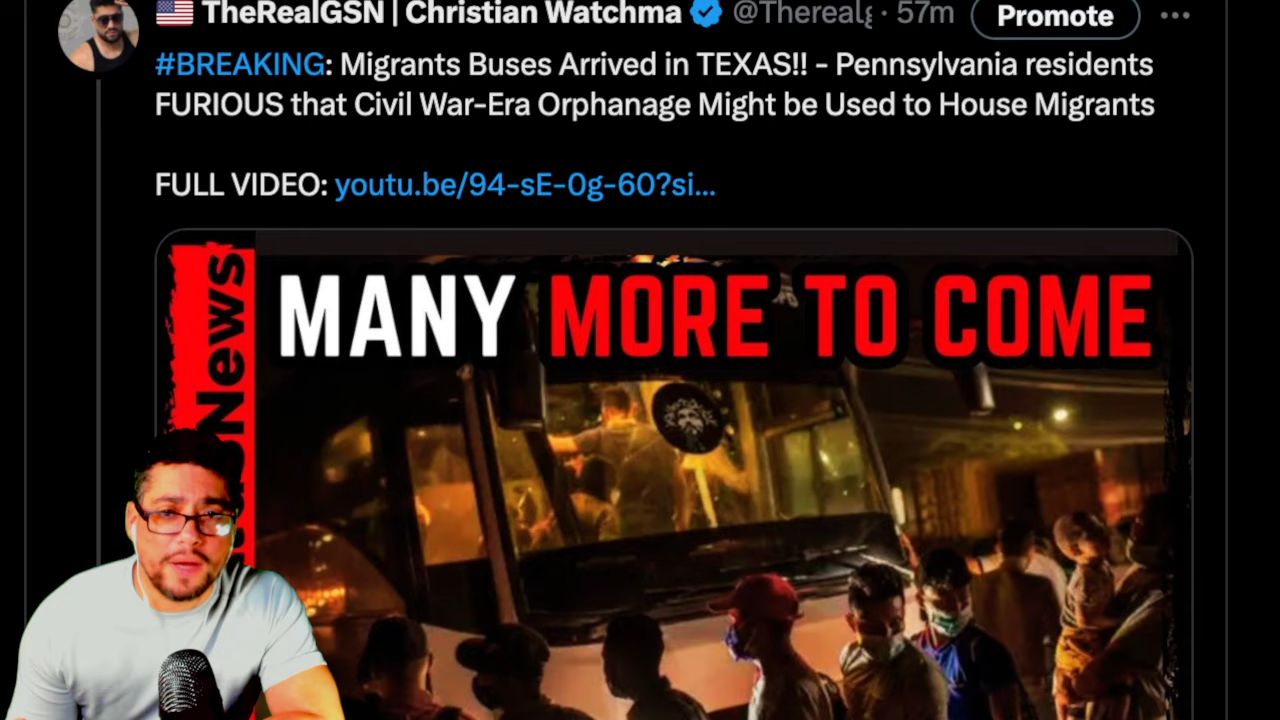 TheRealGSN | Christian Watchma @Therealg · 57m Promote
#BREAKING: Migrants Buses Arrived in TEXAS!! - Pennsylvania residents
FURIOUS that Civil War-Era Orphanage Might be Used to House Migrants
FULL VIDEO: youtu.be/94-sE-0g-60?si...
News
MANY MORE TO COME